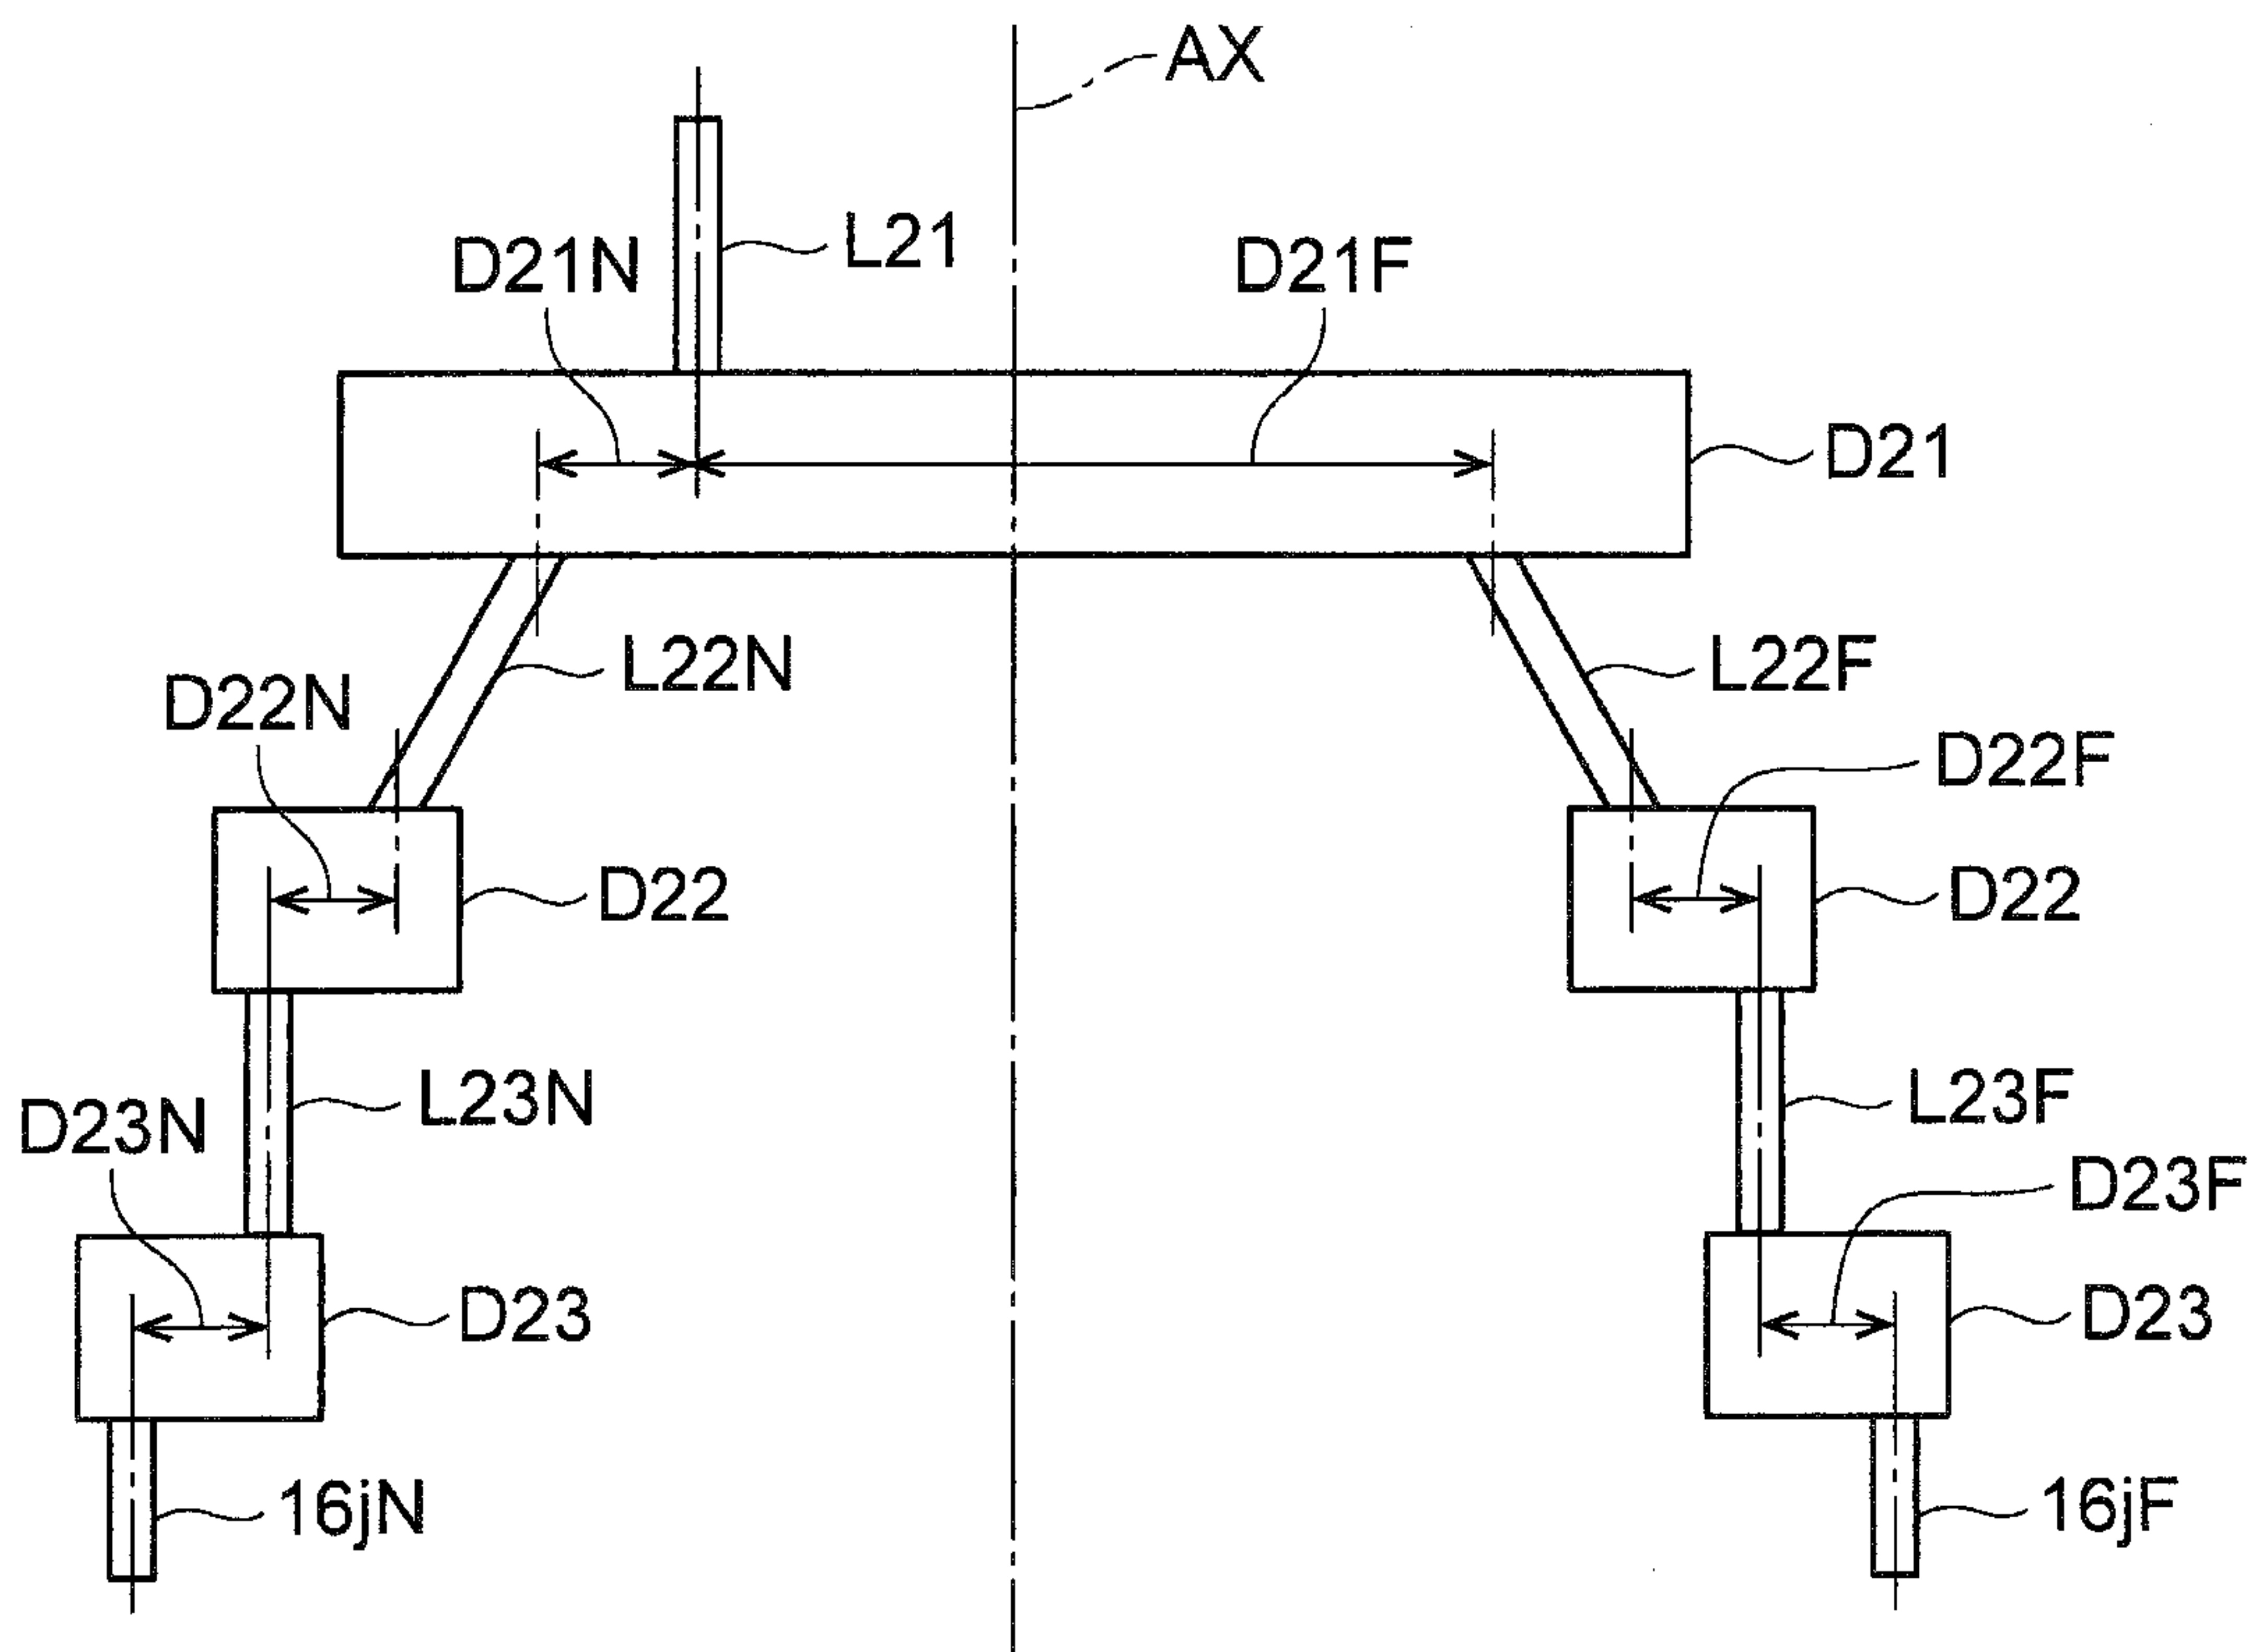 AX
L21
D21N
D21F
D21
L22N
L22F
D22N
D22F
D22
D22
L23N
L23F
D23N
D23F
D23
D23
16jN
16jF